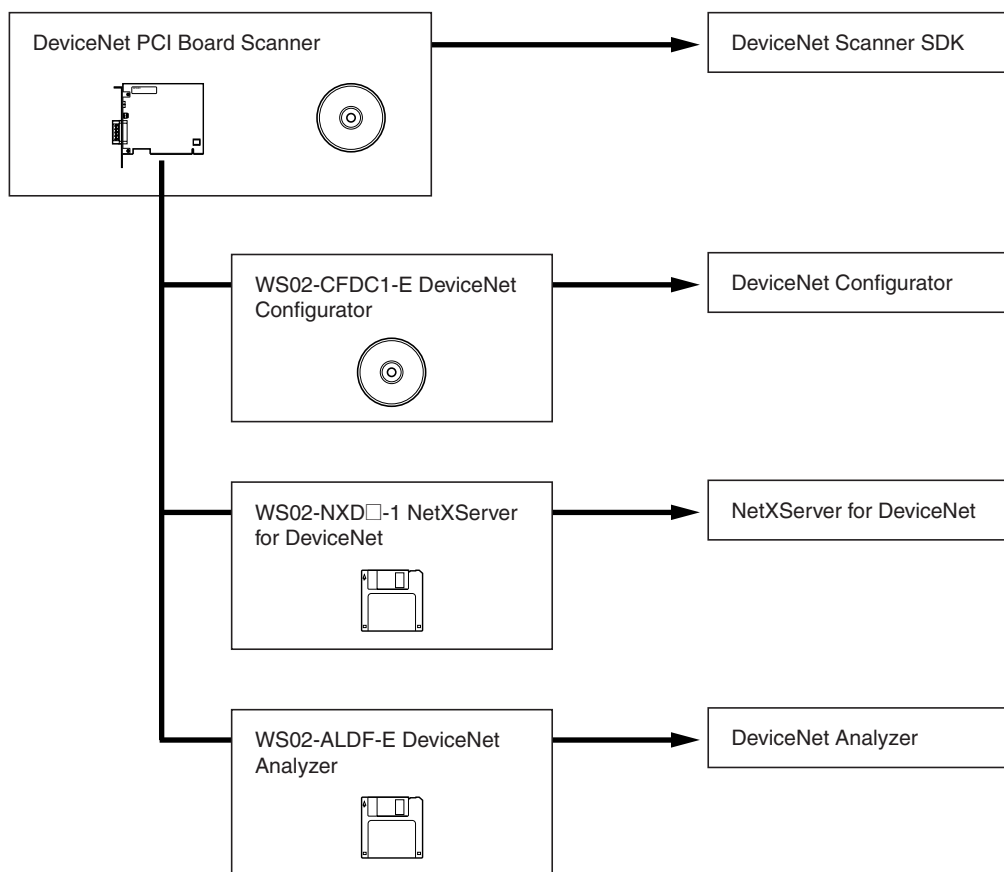 DeviceNet PCI Board Scanner
DeviceNet Scanner SDK
WS02-CFDC1-E DeviceNet
Configurator
DeviceNet Configurator
WS02-NXD□-1 NetXServer
for DeviceNet
NetXServer for DeviceNet
WS02-ALDF-E DeviceNet
Analyzer
DeviceNet Analyzer